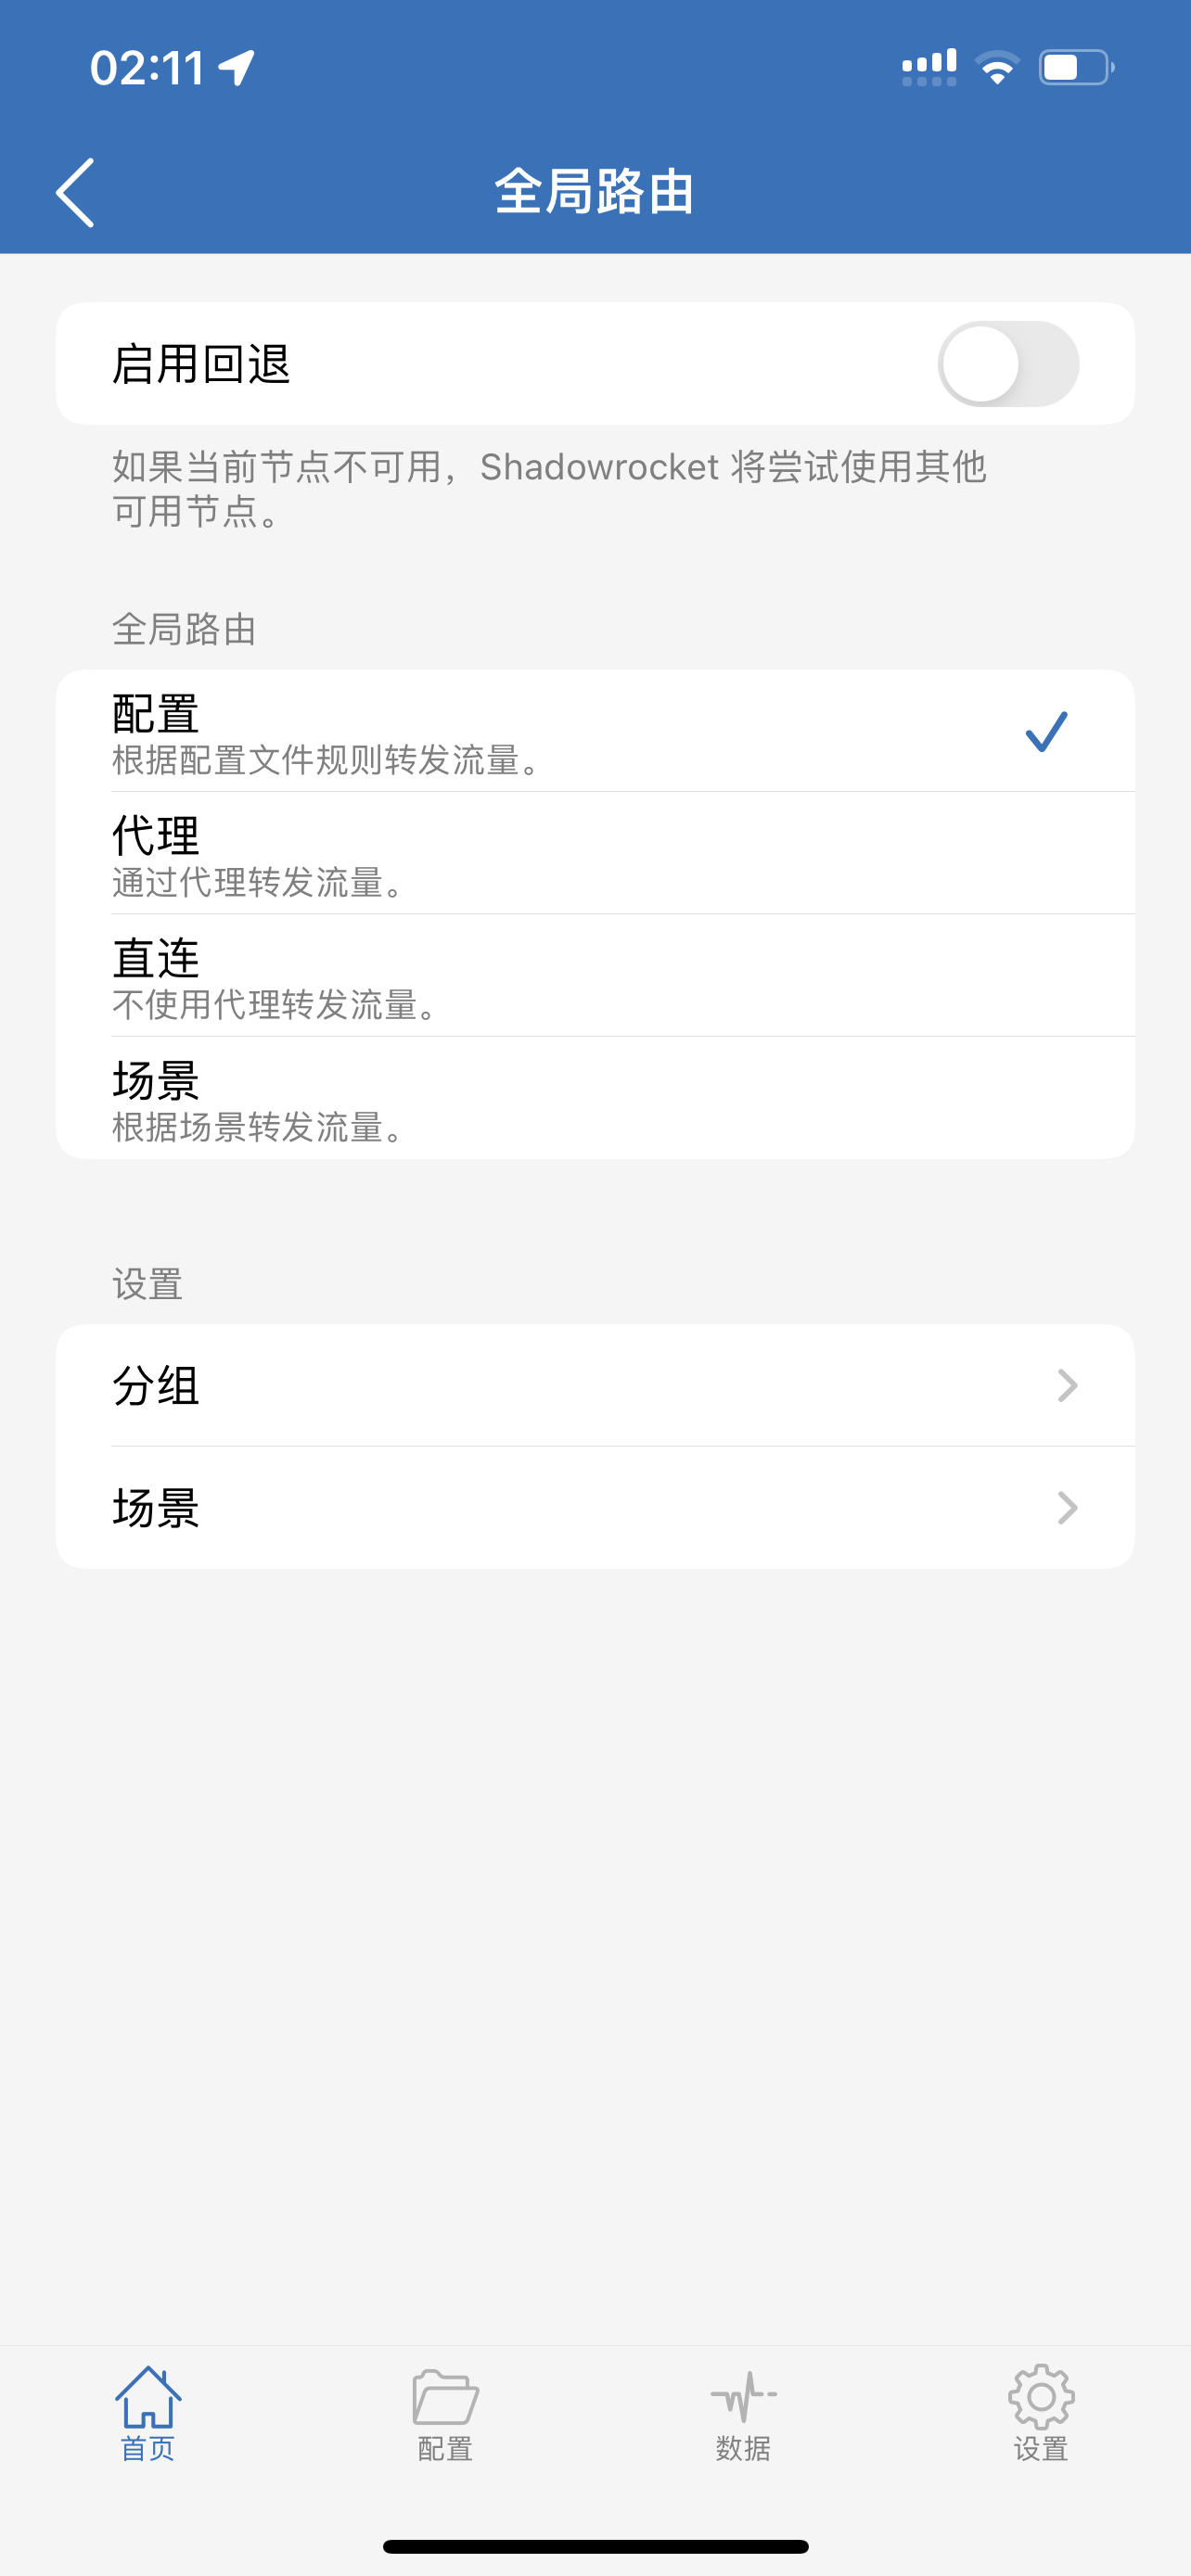 02:11
全局路由
启用回退
如果当前节点不可用，Shadowrocket 将尝试使用其他
可用节点。
全局路由
配置
根据配置文件规则转发流量。
代理
通过代理转发流量。
直连
不使用代理转发流量。
场景
根据场景转发流量。
设置
分组
场景
首页
配置
数据
设置